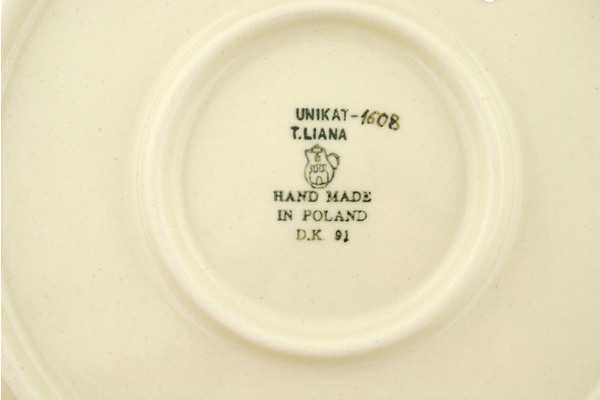 UNIKAT-1608
T.LIANA
HAND MADE
IN POLAND
D.K. 91